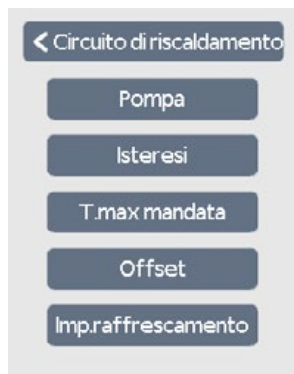 Circuito di riscaldamento
Pompa
Isteresi
T.max mandata
Offset
Imp.raffrescamento